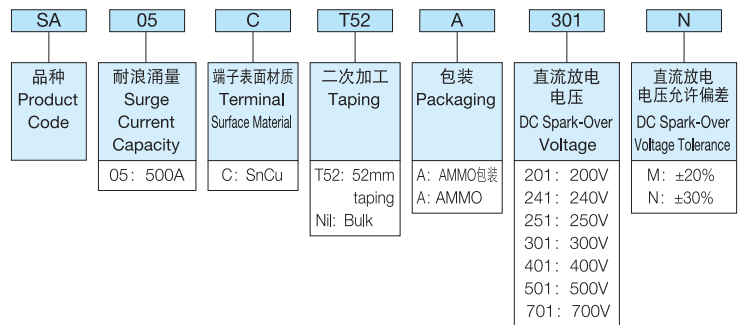 SA
05
C
T52
A
301
N
品种
Product
Code
耐浪涌量
Surge
Current
Capacity
05: 500A
端子表面材质
Terminal
Surface Material
C: SnCu
二次加工
Taping
T52: 52mm
taping
Nil: Bulk
包装
Packaging
A: AMMO包装
A: AMMO
直流放电
电压
DC Spark-Over
Voltage
201: 200V
241: 240V
251: 250V
301: 300V
401: 400V
501: 500V
701: 700V
直流放电
电压允许偏差
DC Spark-Over
Voltage Tolerance
M: ±20%
N: ±30%